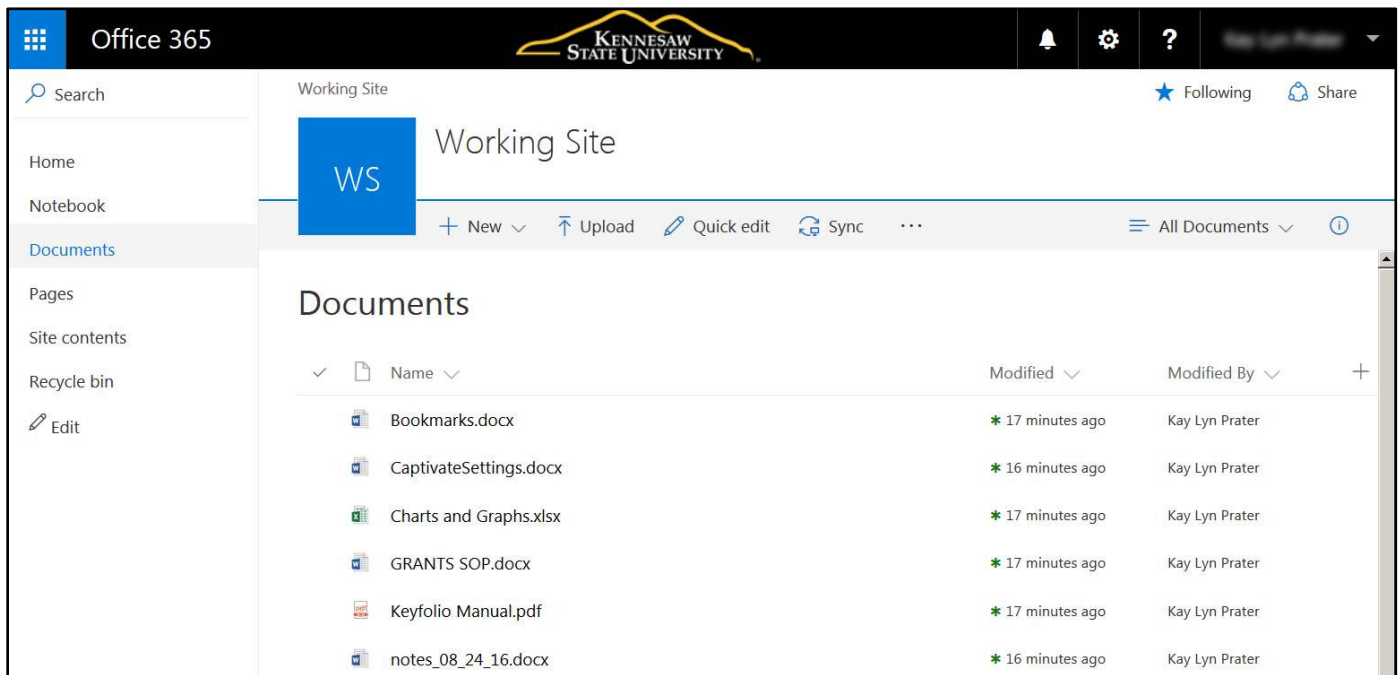 Office 365
KENNESAW
STATE UNIVERSITY
?
Search
Working Site
Following
Share
WS
Working Site
Home
Notebook
Documents
Pages
Site contents
Recycle bin
Edit
+ New
Upload
Quick edit
Sync
...
All Documents
Documents
Name
Modified
Modified By
+
Bookmarks.docx
17 minutes ago
Kay Lyn Prater
CaptivateSettings.docx
16 minutes ago
Kay Lyn Prater
Charts and Graphs.xlsx
17 minutes ago
Kay Lyn Prater
GRANTS SOP.docx
17 minutes ago
Kay Lyn Prater
Keyfolio Manual.pdf
17 minutes ago
Kay Lyn Prater
notes_08_24_16.docx
16 minutes ago
Kay Lyn Prater